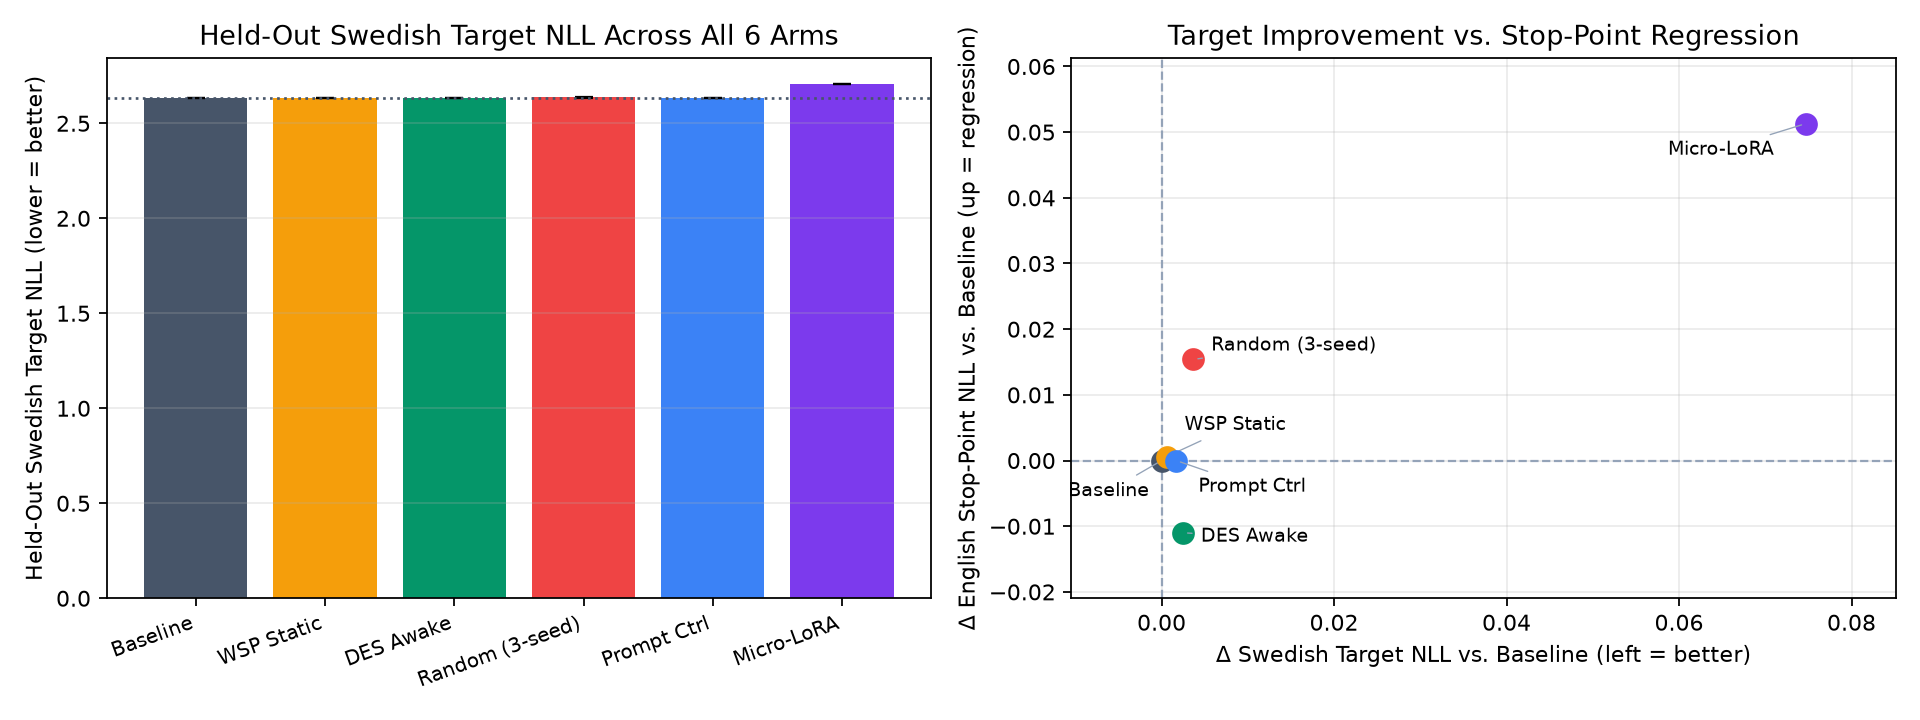 Held-Out Swedish Target NLL Across All 6 Arms
Held-Out Swedish Target NLL (lower = better)
2.5
2.0
1.5
1.0
0.5
0.0
Baseline
WSP Static
DES Awake
Random (3-seed)
Prompt Ctrl
Micro-LoRA
Target Improvement vs. Stop-Point Regression
Δ English Stop-Point NLL vs. Baseline (up = regression)
0.06
0.05
0.04
0.03
0.02
0.01
0.00
−0.01
−0.02
Micro-LoRA
Random (3-seed)
WSP Static
Baseline
Prompt Ctrl
DES Awake
0.00
0.02
0.04
0.06
0.08
Δ Swedish Target NLL vs. Baseline (left = better)